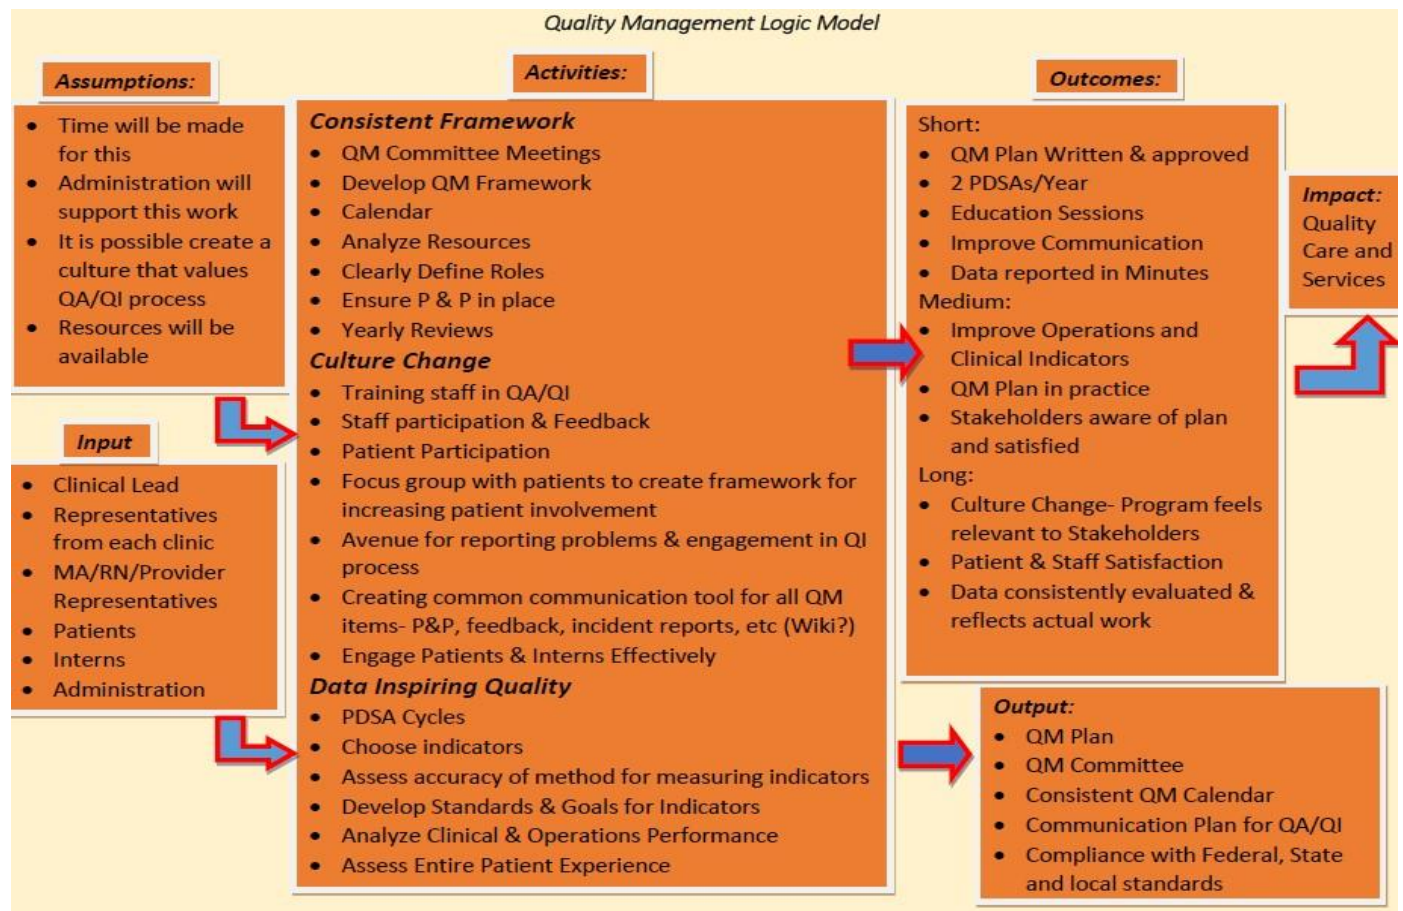 Quality Management Logic Model
Assumptions:
• Time will be made
for this
• Administration will
support this work
• It is possible create a
culture that values
QA/QI process
• Resources will be
available
Input
• Clinical Lead
• Representatives
from each clinic
• MA/RN/Provider
Representatives
• Patients
• Interns
• Administration
Activities:
Consistent Framework
• QM Committee Meetings
• Develop QM Framework
• Calendar
• Analyze Resources
• Clearly Define Roles
• Ensure P & P in place
• Yearly Reviews
Culture Change
• Training staff in QA/QI
• Staff participation & Feedback
• Patient Participation
• Focus group with patients to create framework for
increasing patient involvement
• Avenue for reporting problems & engagement in QI
process
• Creating common communication tool for all QM
items- P&P, feedback, incident reports, etc (Wiki?)
• Engage Patients & Interns Effectively
Data Inspiring Quality
• PDSA Cycles
• Choose indicators
• Assess accuracy of method for measuring indicators
• Develop Standards & Goals for Indicators
• Analyze Clinical & Operations Performance
• Assess Entire Patient Experience
Outcomes:
Short:
• QM Plan Written & approved
• 2 PDSAs/Year
• Education Sessions
• Improve Communication
• Data reported in Minutes
Medium:
• Improve Operations and
Clinical Indicators
• QM Plan in practice
• Stakeholders aware of plan
and satisfied
Long:
• Culture Change- Program feels
relevant to Stakeholders
• Patient & Staff Satisfaction
• Data consistently evaluated &
reflects actual work
Impact:
Quality
Care and
Services
Output:
• QM Plan
• QM Committee
• Consistent QM Calendar
• Communication Plan for QA/QI
• Compliance with Federal, State
and local standards